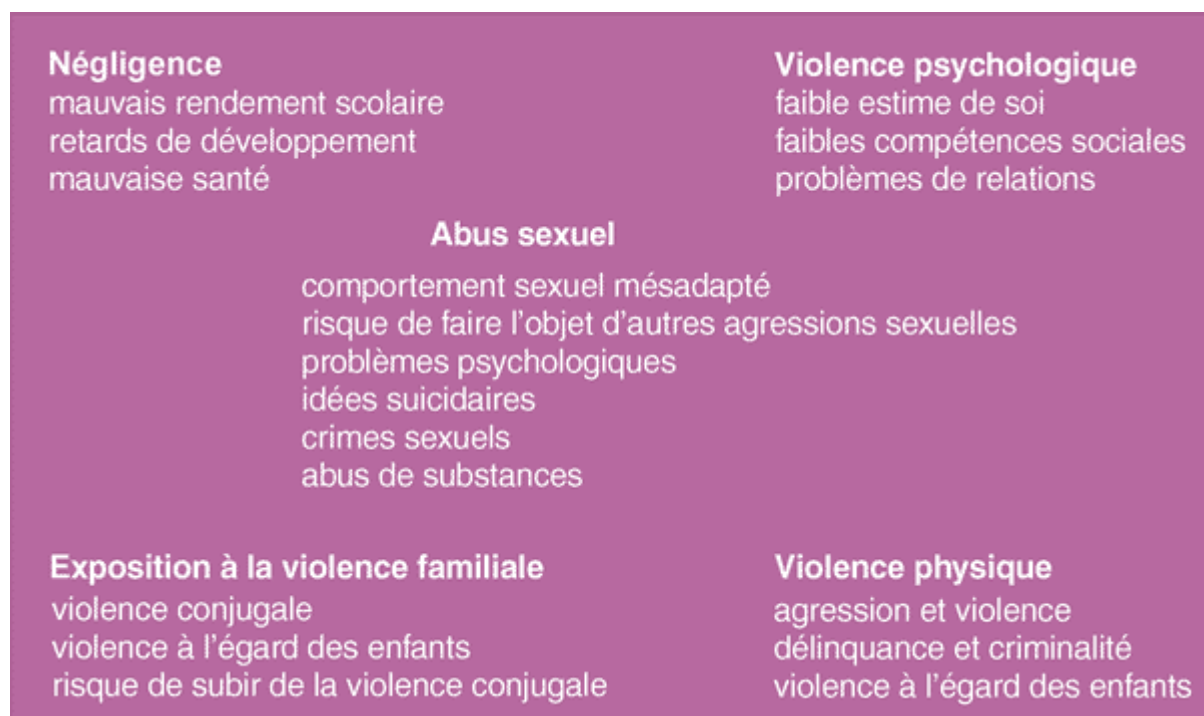 Négligence
mauvais rendement scolaire
retards de développement
mauvaise santé
Violence psychologique
faible estime de soi
faibles compétences sociales
problèmes de relations
Abus sexuel
comportement sexuel mésadapté
risque de faire l’objet d’autres agressions sexuelles
problèmes psychologiques
idées suicidaires
crimes sexuels
abus de substances
Exposition à la violence familiale
violence conjugale
violence à l’égard des enfants
risque de subir de la violence conjugale
Violence physique
agression et violence
délinquance et criminalité
violence à l’égard des enfants